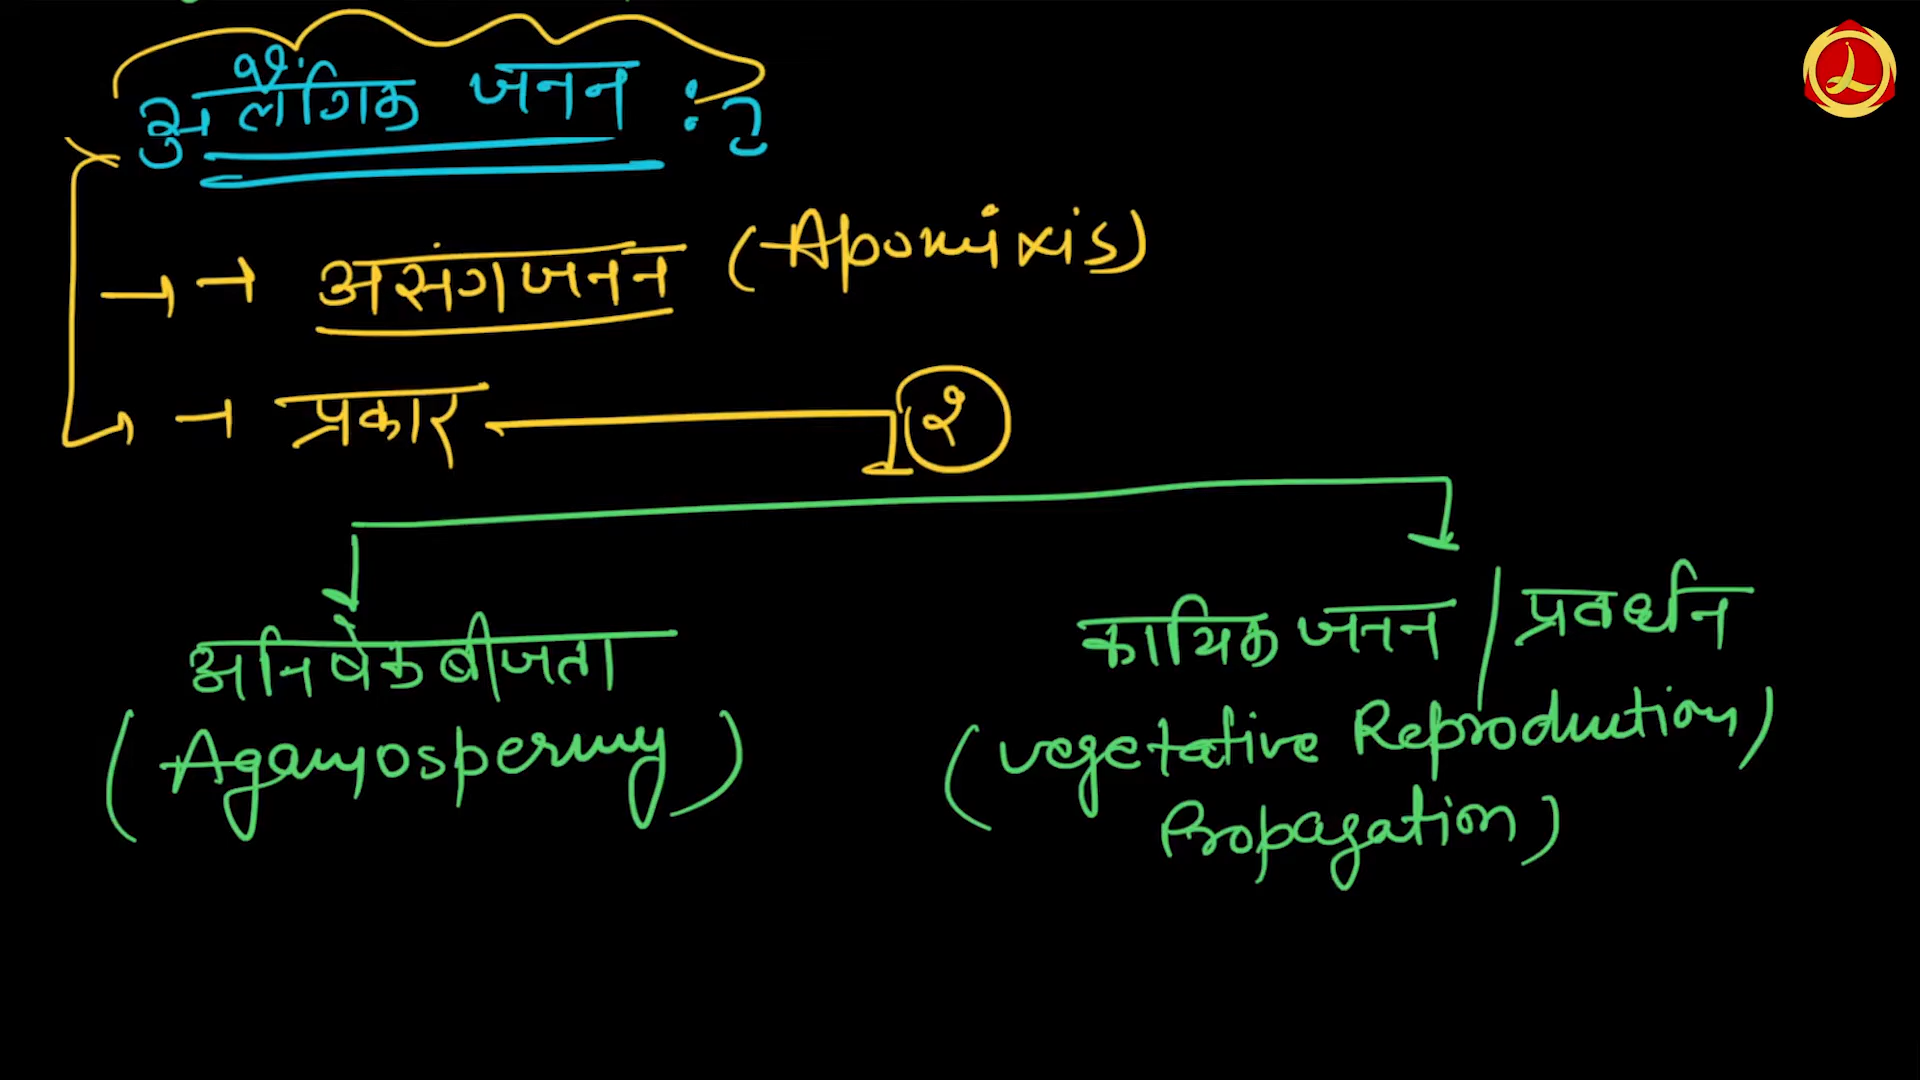 अलैंगिक जनन :-
→ → असंगजनन (Apomixis)
→ → प्रकार २
अनिषेकबीजता
(Agamospermy)
कायिक जनन / प्रवर्धन
(vegetative Reproduction)
Propagation)